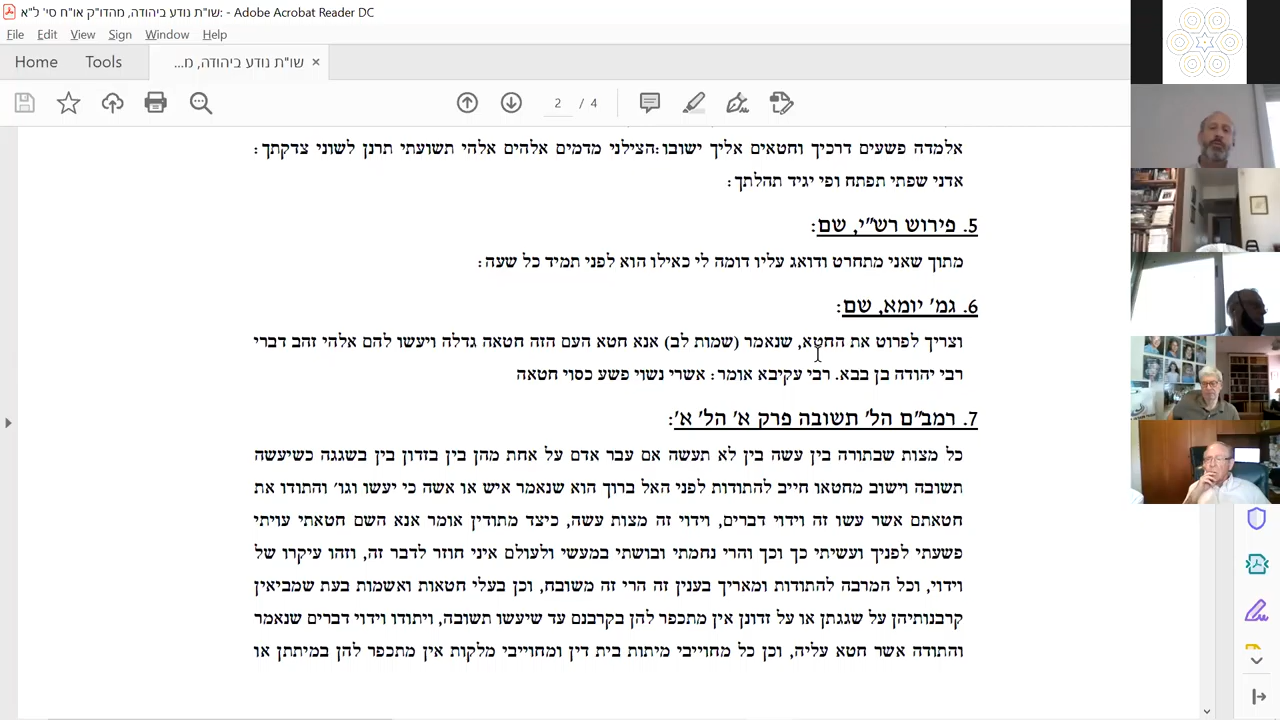 שו"ת נודע ביהודה, מהדו"ק או"ח סי' ל"א: - Adobe Acrobat Reader DC
File Edit View Sign Window Help
Home Tools שו"ת נודע ביהודה, מ... ×
2 / 4
אלמדה פשעים דרכיך וחטאים אליך ישובו:הצילני מדמים אלהים אלהי תשועתי תרנן לשוני צדקתך:
אדני שפתי תפתח ופי יגיד תהלתך:
5. פירוש רש"י, שם:
מתוך שאני מתחרט ודואג עליו דומה לי כאילו הוא לפני תמיד כל שעה:
6. גמ' יומא, שם:
וצריך לפרוט את החטא, שנאמר (שמות לב) אנא חטא העם הזה חטאה גדלה ויעשו להם אלהי זהב דברי
רבי יהודה בן בבא. רבי עקיבא אומר: אשרי נשוי פשע כסוי חטאה
7. רמב"ם הל' תשובה פרק א' הל' א':
כל מצות שבתורה בין עשה בין לא תעשה אם עבר אדם על אחת מהן בין בזדון בין בשגגה כשיעשה
תשובה וישוב מחטאו חייב להתודות לפני האל ברוך הוא שנאמר איש או אשה כי יעשו וגו' והתודו את
חטאתם אשר עשו זה וידוי דברים, וידוי זה מצות עשה, כיצד מתודין אומר אנא השם חטאתי עויתי
פשעתי לפניך ועשיתי כך וכך והרי נחמתי ובושתי במעשי ולעולם איני חוזר לדבר זה, וזהו עיקרו של
וידוי, וכל המרבה להתודות ומאריך בענין זה הרי זה משובח, וכן בעלי חטאות ואשמות בעת שמביאין
קרבנותיהן על שגגתן או על זדונן אין מתכפר להן בקרבנם עד שיעשו תשובה, ויתודו וידוי דברים שנאמר
והתודה אשר חטא עליה, וכן כל מחוייבי מיתות בית דין ומחוייבי מלקות אין מתכפר להן במיתתן או